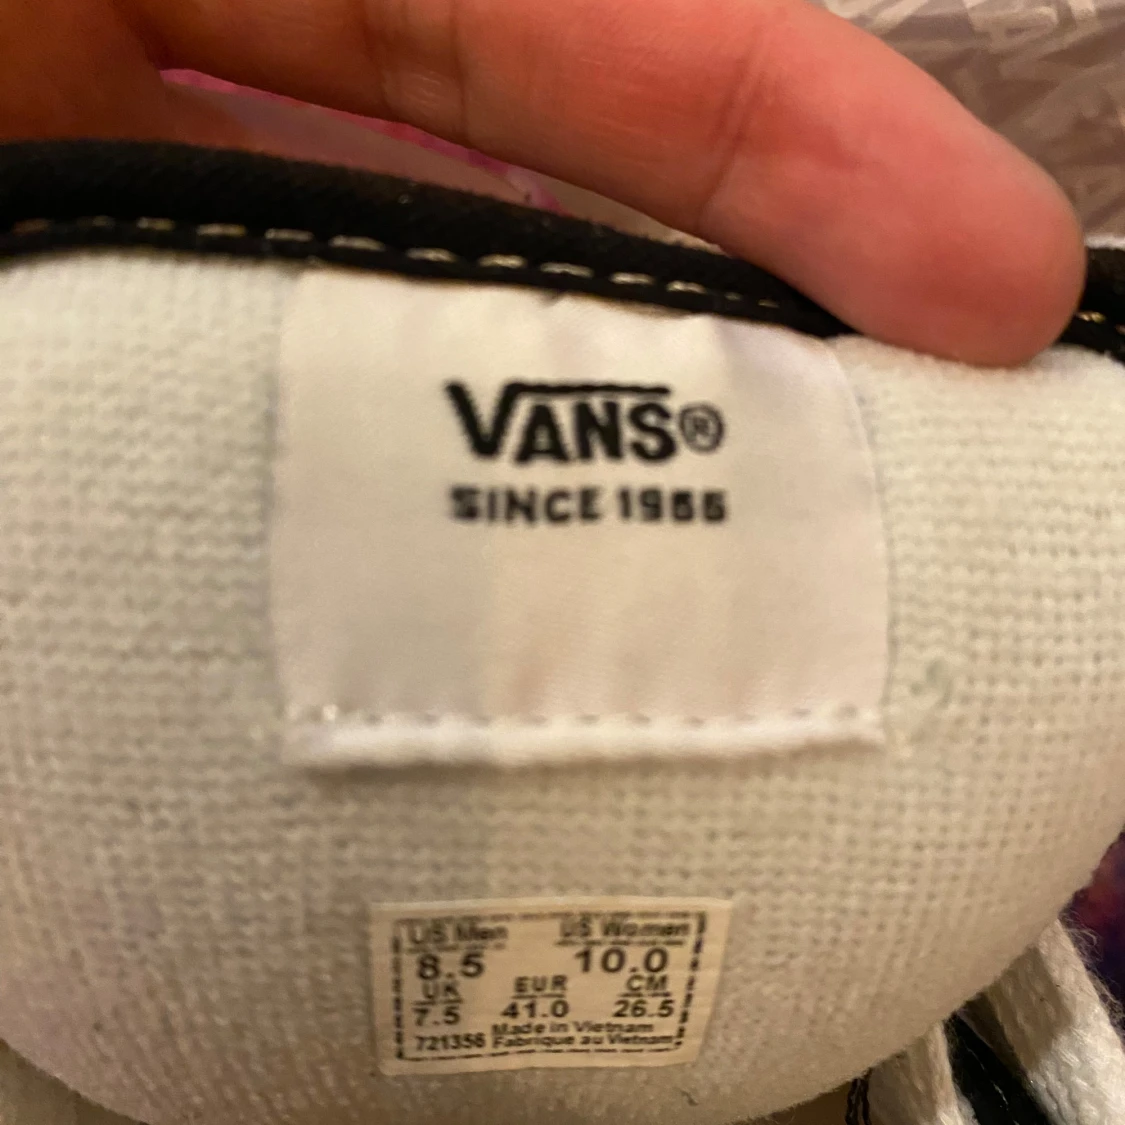 VANS®
SINCE 1966
US Men US Women
8.5 10.0
UK EUR CM
7.5 41.0 26.5
721356 Made in Vietnam
Fabrique au Vietnam